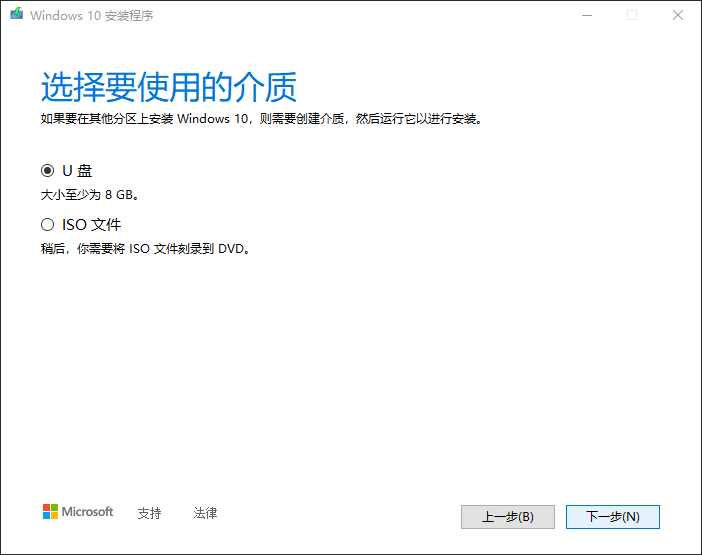 Windows 10 安装程序
选择要使用的介质
如果要在其他分区上安装 Windows 10，则需要创建介质，然后运行它以进行安装。
U 盘
大小至少为 8 GB。
ISO 文件
稍后，你需要将 ISO 文件刻录到 DVD。
Microsoft 支持 法律 上一步(B) 下一步(N)